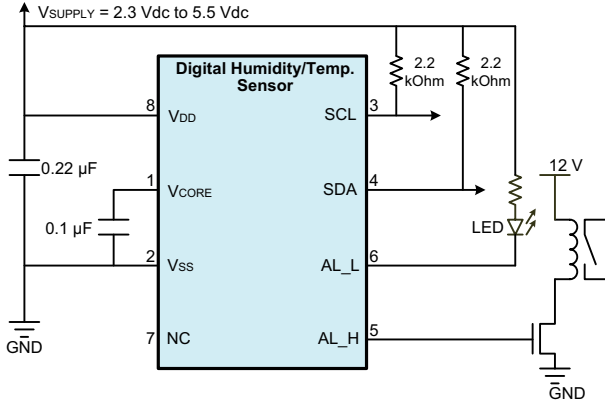 VSUPPLY = 2.3 Vdc to 5.5 Vdc
Digital Humidity/Temp.
Sensor
2.2
kOhm
2.2
kOhm
8
VDD
SCL
3
0.22 µF
1
VCORE
SDA
4
12 V
0.1 µF
LED
2
VSS
AL_L
6
7
NC
AL_H
5
GND
GND